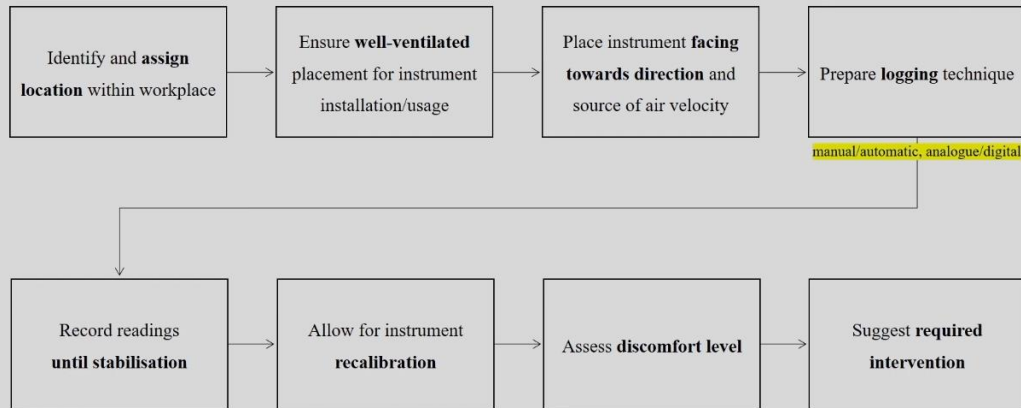 Identify and assign
location within workplace
Ensure well-ventilated
placement for instrument
installation/usage
Place instrument facing
towards direction and
source of air velocity
Prepare logging technique
manual/automatic, analogue/digital
Record readings
until stabilisation
Allow for instrument
recalibration
Assess discomfort level
Suggest required
intervention